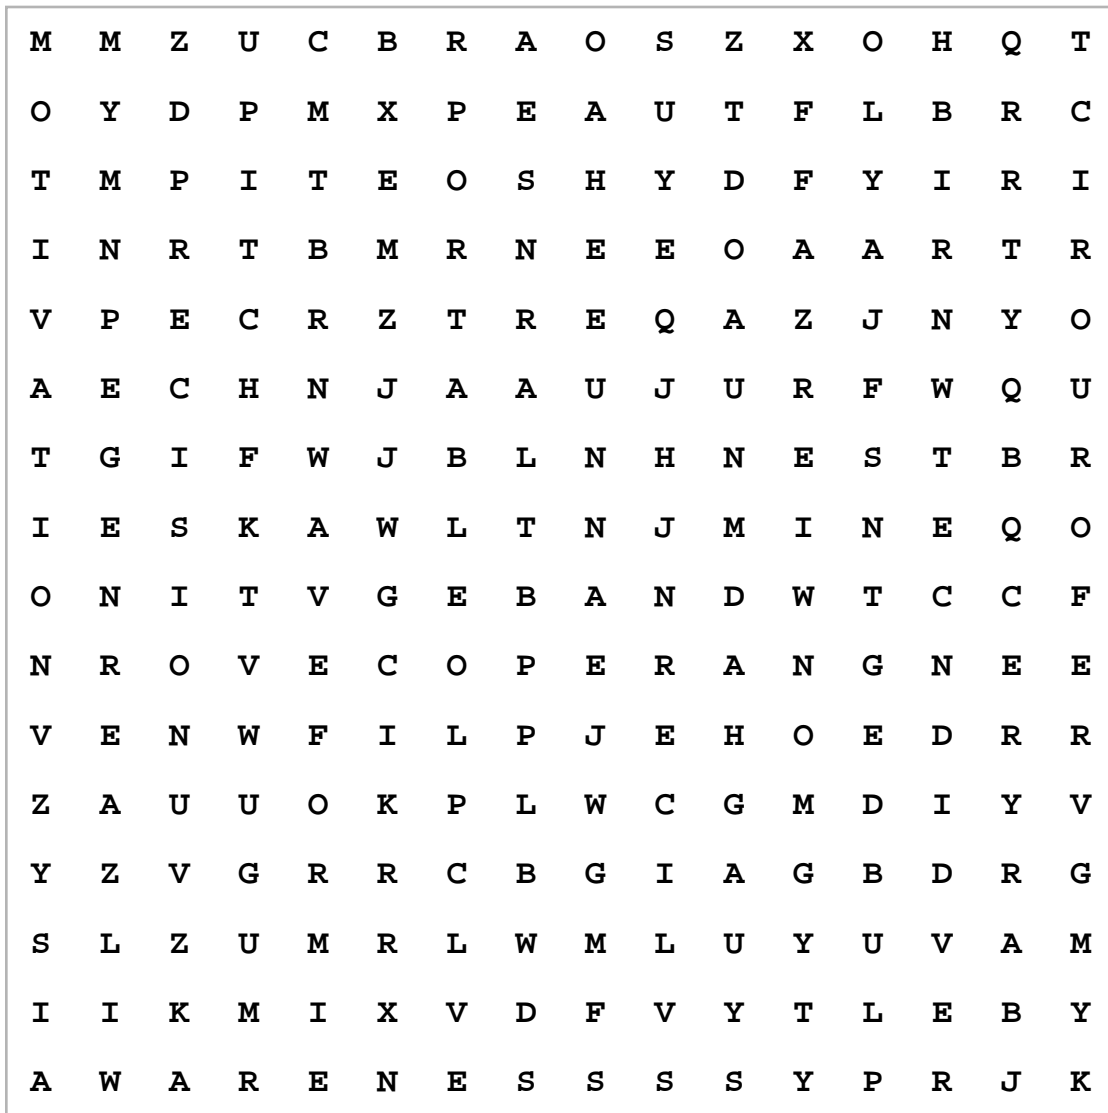 M M Z U C B R A O S Z X O H Q T
O Y D P M X P E A U T F L B R C
T M P I T E O S H Y D F Y I R I
I N R T B M R N E E O A A R T R
V P E C R Z T R E Q A Z J N Y O
A E C H N J A A U J U R F W Q U
T G I F W J B L N H N E S T B R
I E S K A W L T N J M I N E Q O
O N I T V G E B A N D W T C C F
N R O V E C O P E R A N G N E E
V E N W F I L P J E H O E D R R
Z A U U O K P L W C G M D I Y V
Y Z V G R R C B G I A G B D R G
S L Z U M R L W M L U Y U V A M
I I K M I X V D F V Y T L E B Y
A W A R E N E S S S S Y P R J K